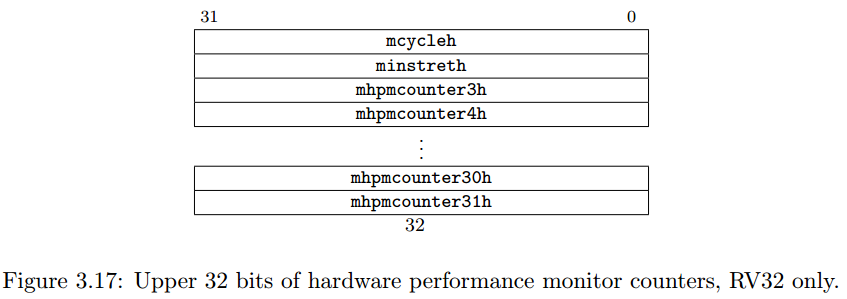 31 0
mcycleh
minstreth
mhpmcounter3h
mhpmcounter4h
⋮
mhpmcounter30h
mhpmcounter31h
32
Figure 3.17: Upper 32 bits of hardware performance monitor counters, RV32 only.